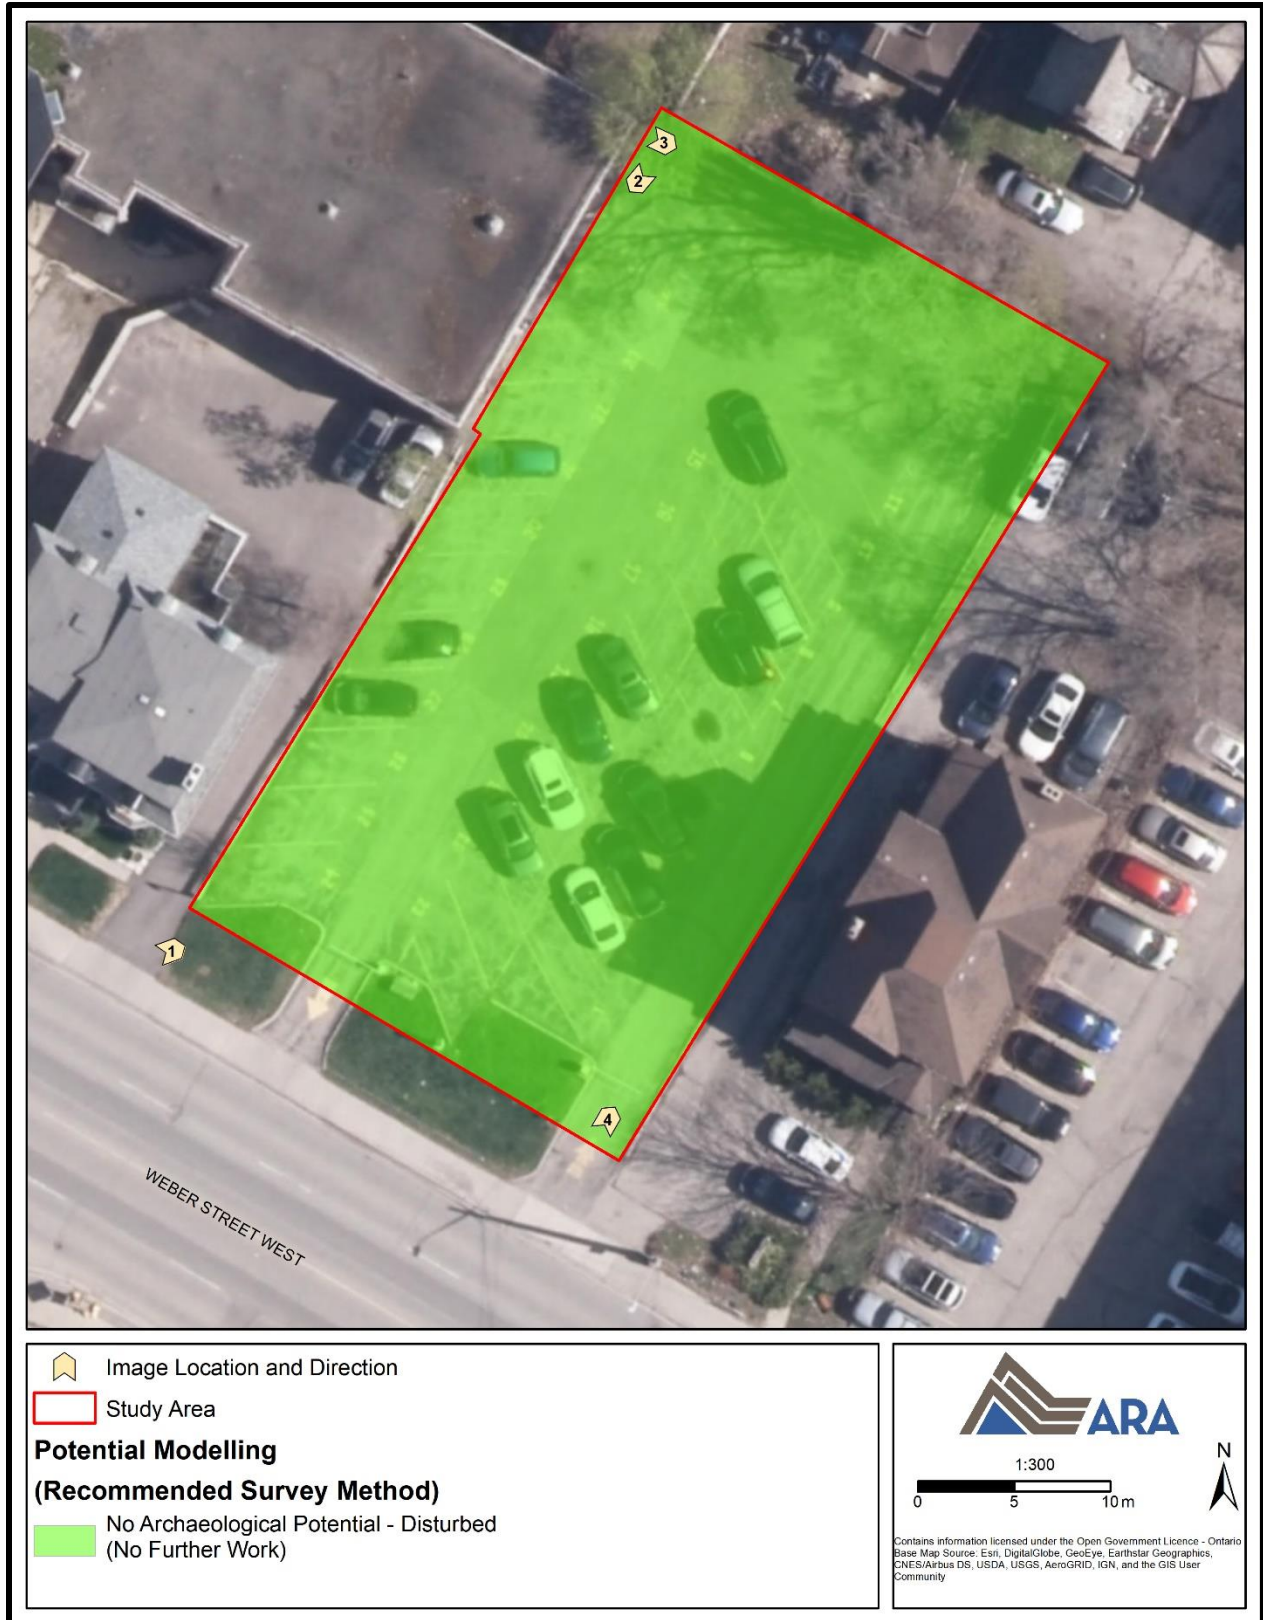 3
2
1
4
WEBER STREET WEST
Image Location and Direction
Study Area
Potential Modelling
(Recommended Survey Method)
No Archaeological Potential - Disturbed
(No Further Work)
ARA
1:300
N
0 5 10 m
Contains information licensed under the Open Government Licence - Ontario
Base Map Source: Esri, DigitalGlobe, GeoEye, Earthstar Geographics,
CNES/Airbus DS, USDA, USGS, AeroGRID, IGN, and the GIS User
Community